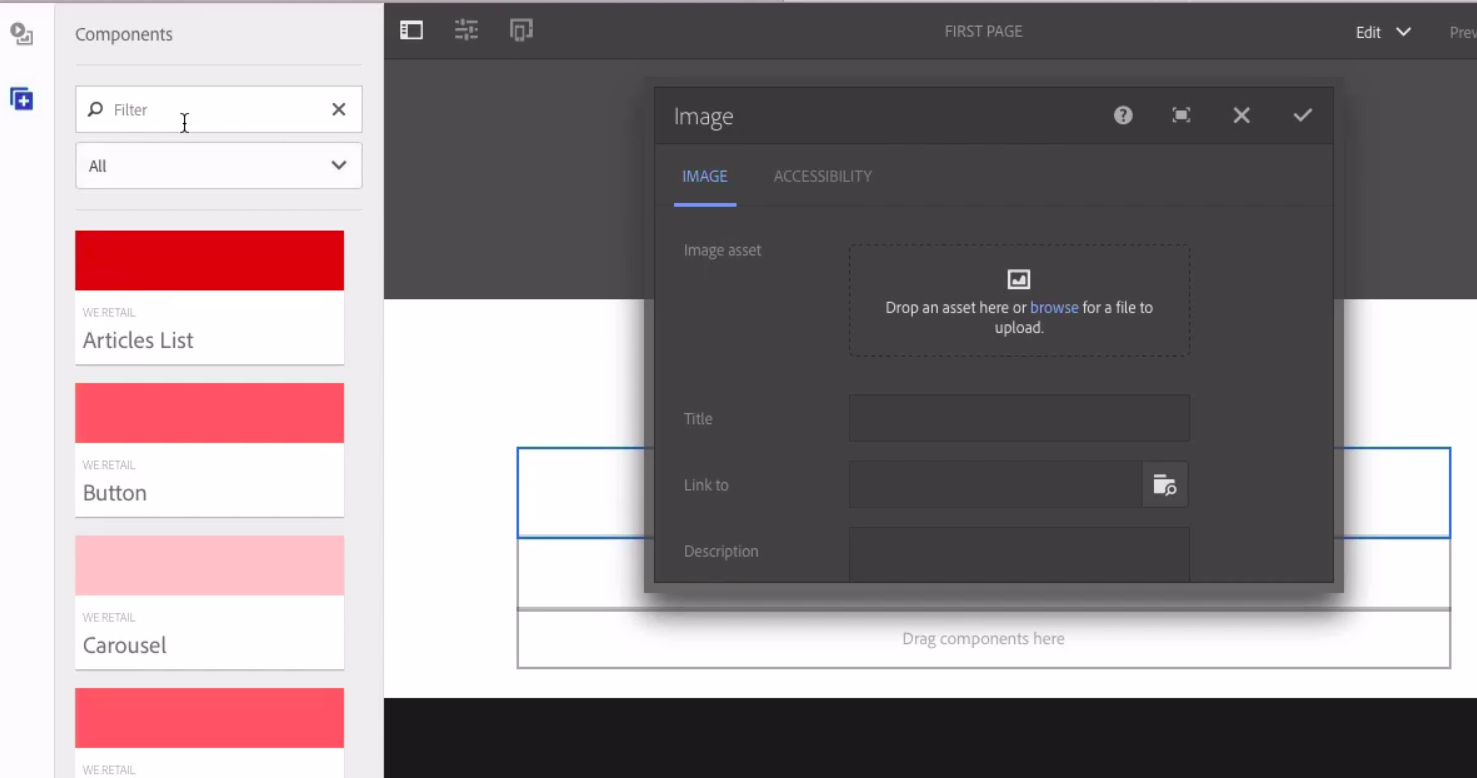 Components
Filter
All
WE.RETAIL
Articles List
WE.RETAIL
Button
WE.RETAIL
Carousel
WE.RETAIL
FIRST PAGE
Edit
Prev
Image
IMAGE
ACCESSIBILITY
Image asset
Drop an asset here or browse for a file to
upload.
Title
Link to
Description
Drag components here